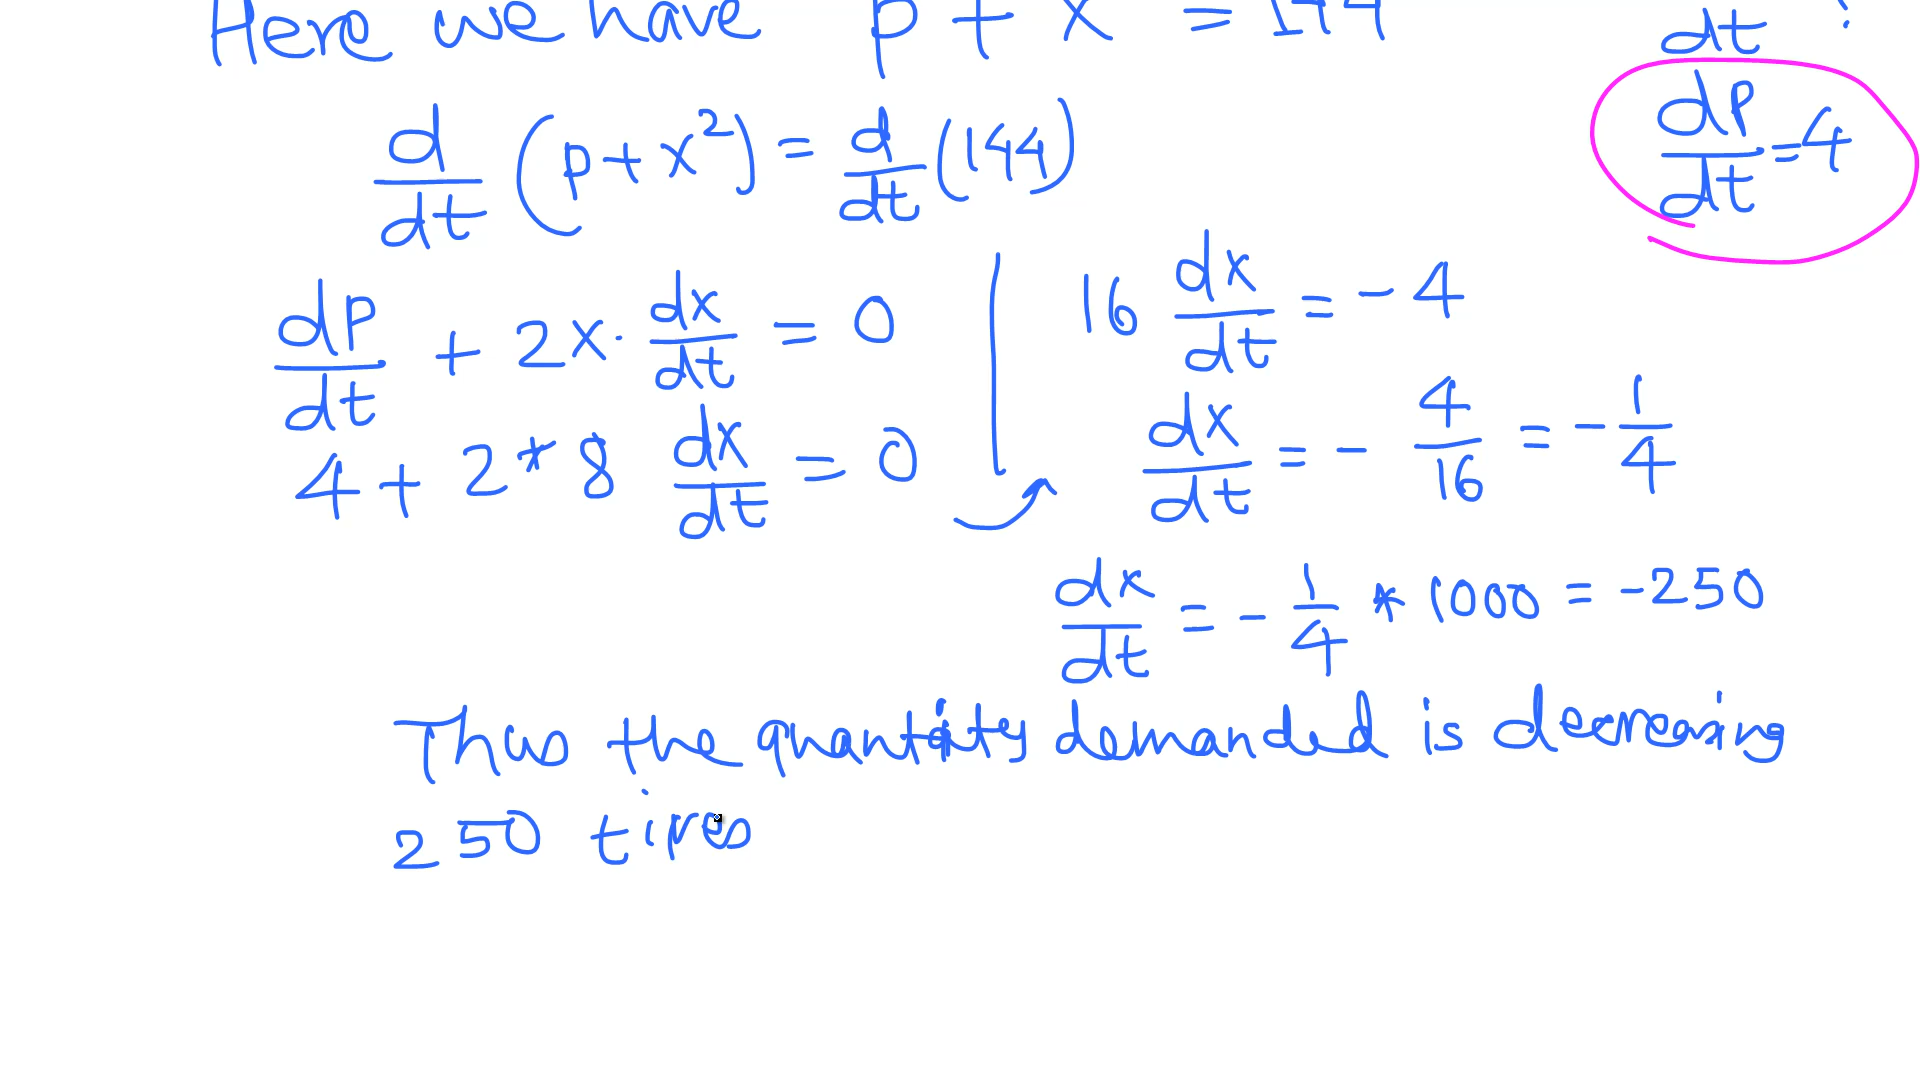 Here we have p + x = 144
dt ?
dp/dt = 4
d/dt (p + x²) = d/dt (144)
dp/dt + 2x · dx/dt = 0
4 + 2 * 8 dx/dt = 0
16 dx/dt = - 4
dx/dt = - 4/16 = - 1/4
dx/dt = - 1/4 * 1000 = -250
Thus the quantity demanded is decreasing
250 tires